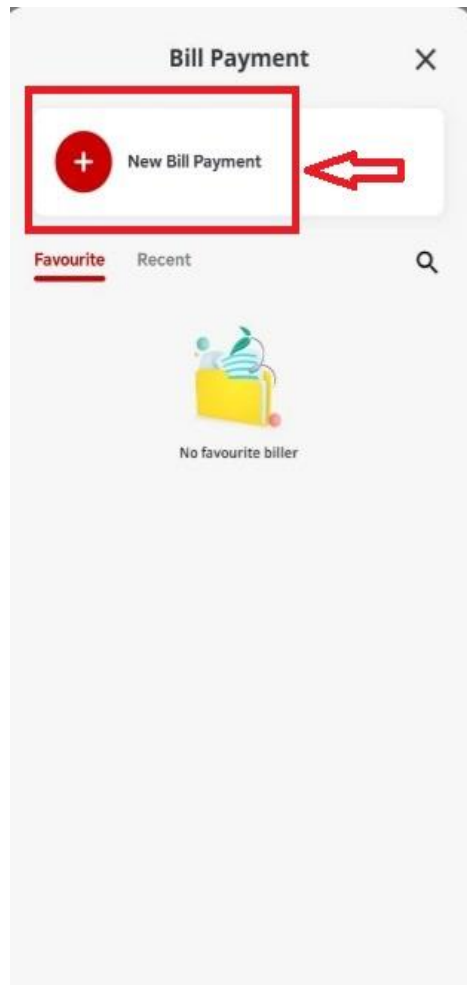 Bill Payment
New Bill Payment
Favourite Recent
No favourite biller